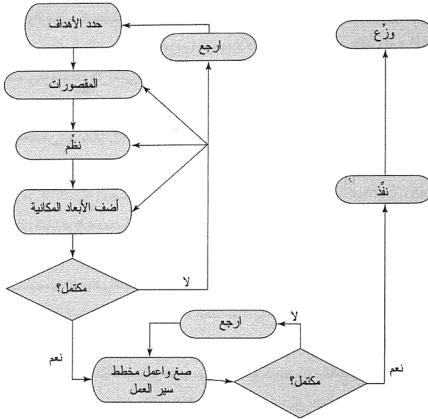 حدد الأهداف
ارجع
المقصورات
نظّم
أضف الأبعاد المكانية
مكتمل؟
لا
نعم
صغ واعمل مخطط
سير العمل
ارجع
لا
مكتمل؟
نعم
نفّذ
وزّع